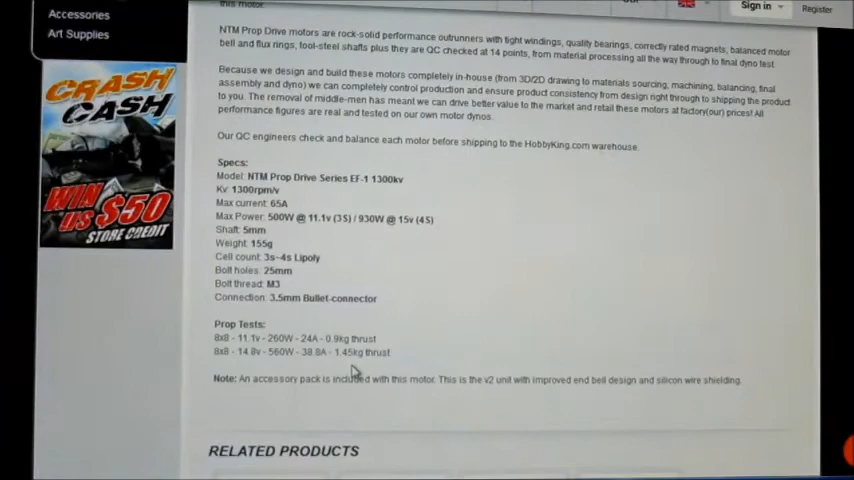 this motor.
Sign in
Register
Accessories
Art Supplies
NTM Prop Drive motors are rock-solid performance outrunners with tight windings, quality bearings, correctly rated magnets, balanced motor
bell and flux rings, tool-steel shafts plus they are QC checked at 14 points, from material processing all the way through to final dyno test.
Because we design and build these motors completely in-house (from 3D/2D drawing to materials sourcing, machining, balancing, final
assembly and dyno) we can completely control production and ensure product consistency from design right through to shipping the product
to you. The removal of middle-men has meant we can drive better value to the market and retail these motors at factory(our) prices! All
performance figures are real and tested on our own motor dynos.
Our QC engineers check and balance each motor before shipping to the HobbyKing.com warehouse.
CRASH
CASH
WIN
US $50
STORE CREDIT
Specs:
Model: NTM Prop Drive Series EF-1 1300kv
Kv: 1300rpm/v
Max current: 65A
Max Power: 500W @ 11.1v (3S) / 930W @ 15v (4S)
Shaft: 5mm
Weight: 155g
Cell count: 3s~4s Lipoly
Bolt holes: 25mm
Bolt thread: M3
Connection: 3.5mm Bullet-connector
Prop Tests:
8x8 - 11.1v - 260W - 24A - 0.9kg thrust
8x8 - 14.8v - 560W - 38.8A - 1.45kg thrust
Note: An accessory pack is included with this motor. This is the v2 unit with improved end bell design and silicon wire shielding.
RELATED PRODUCTS